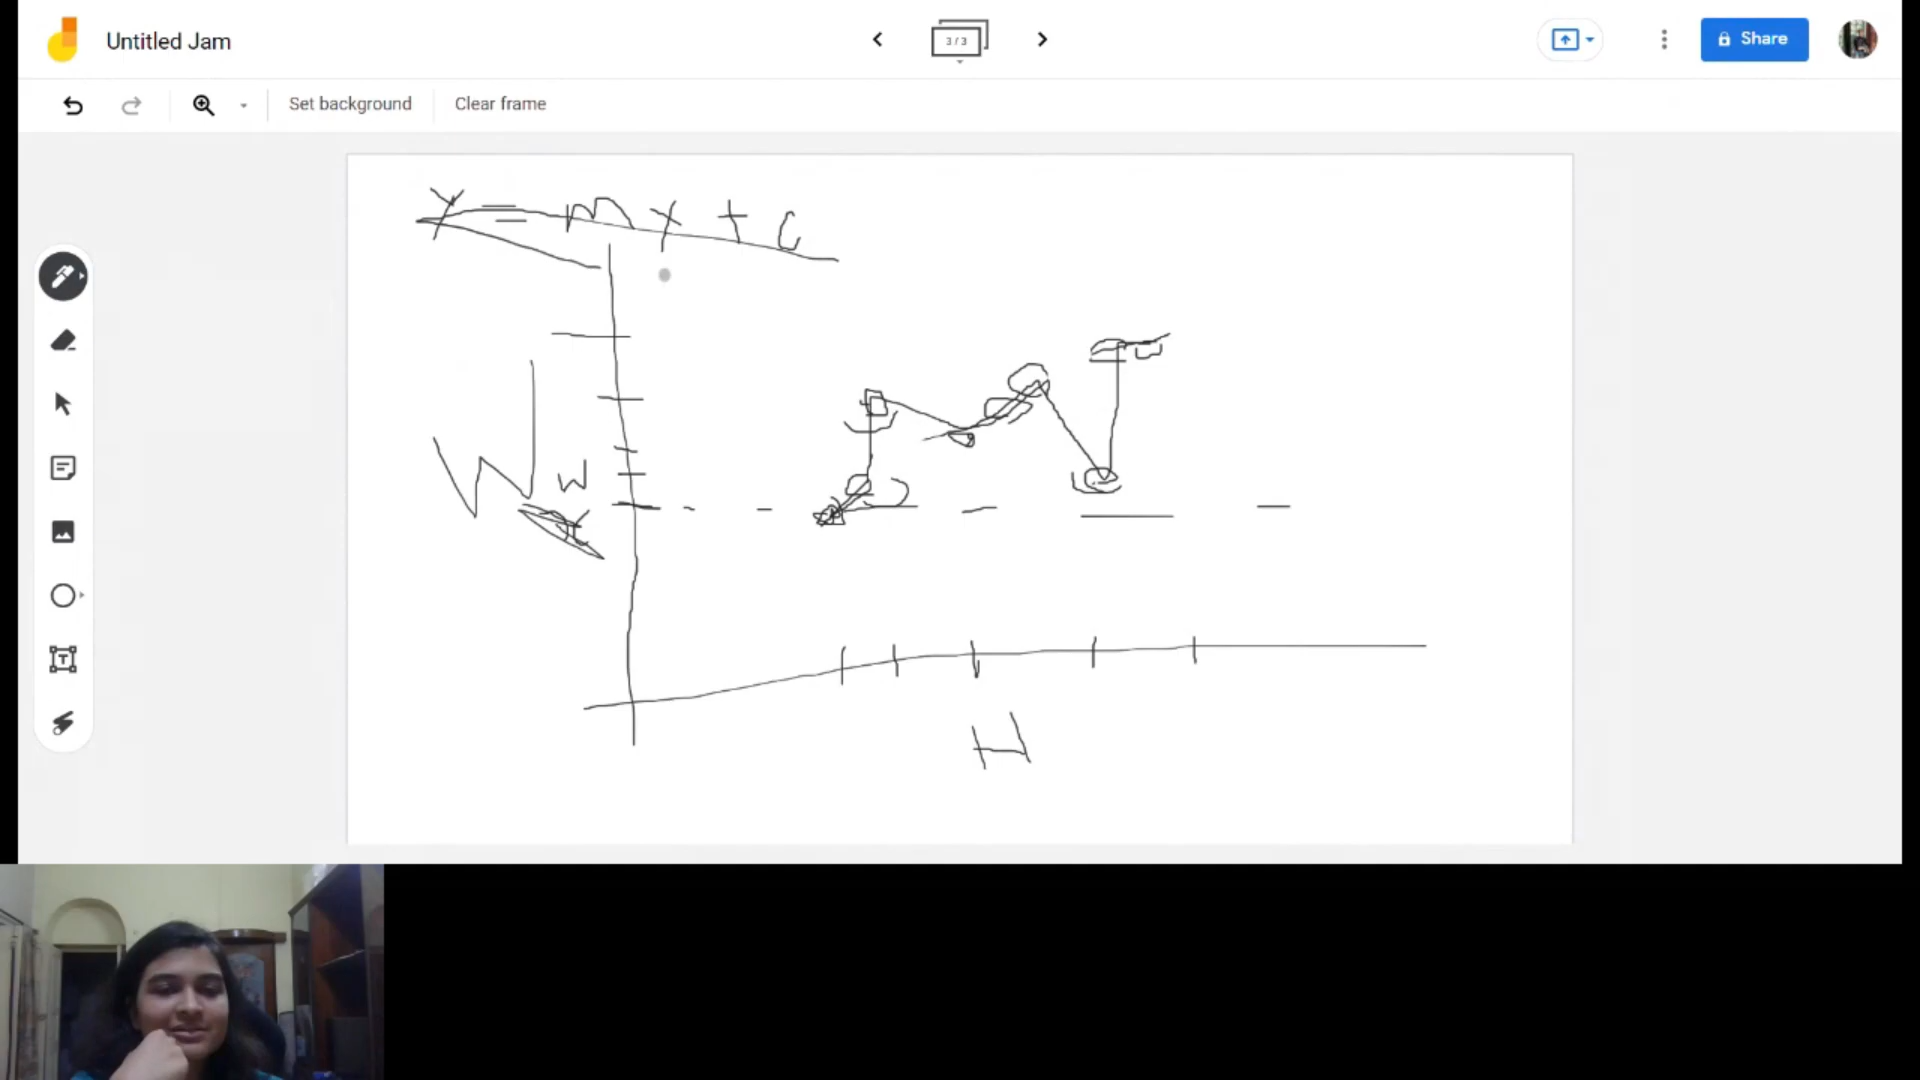 Untitled Jam
3 / 3
Share
Set background
Clear frame
y = mx + c
W
W
H